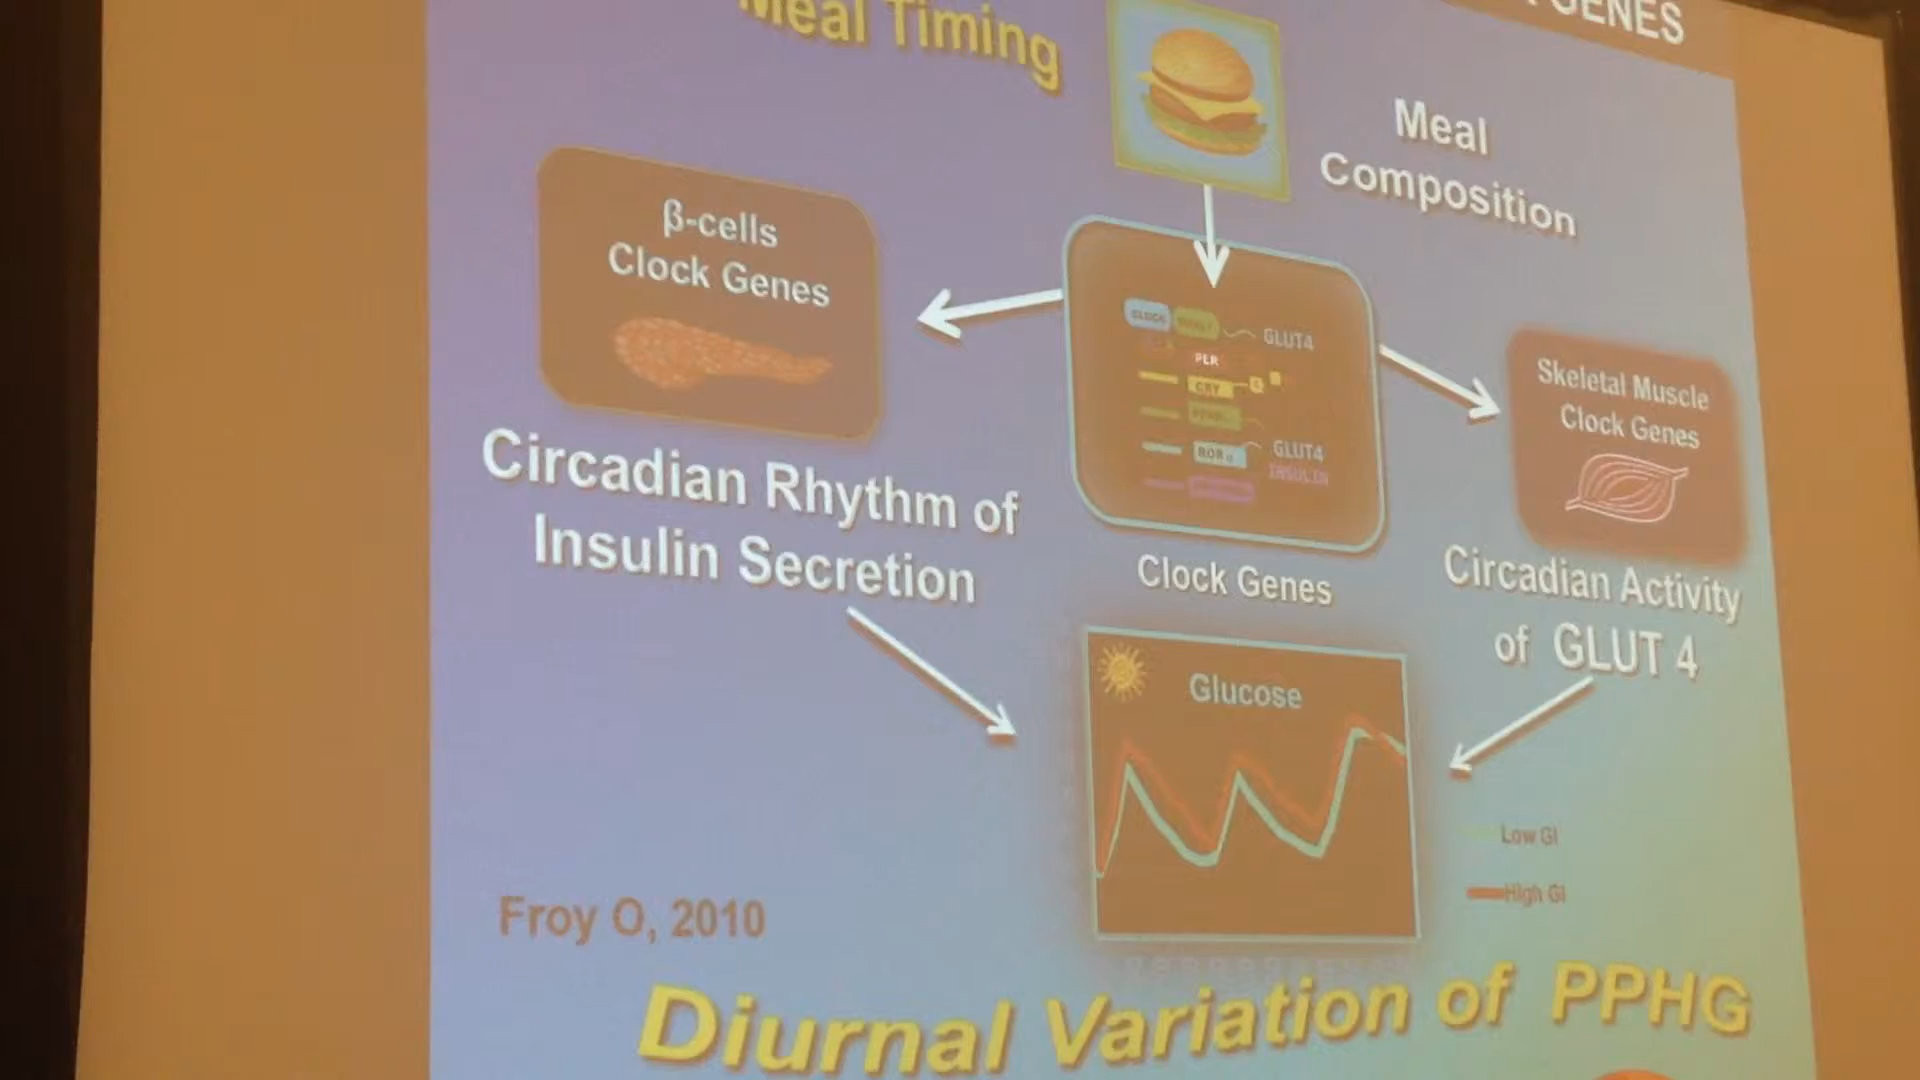 Meal Timing
GENES
Meal
Composition
β-cells
Clock Genes
CLOCK
GLUT4
PER
CRY
ROR α
GLUT4
INSULIN
Skeletal Muscle
Clock Genes
Circadian Rhythm of
Insulin Secretion
Clock Genes
Circadian Activity
of GLUT 4
Glucose
Low GI
High GI
Froy O, 2010
Diurnal Variation of PPHG